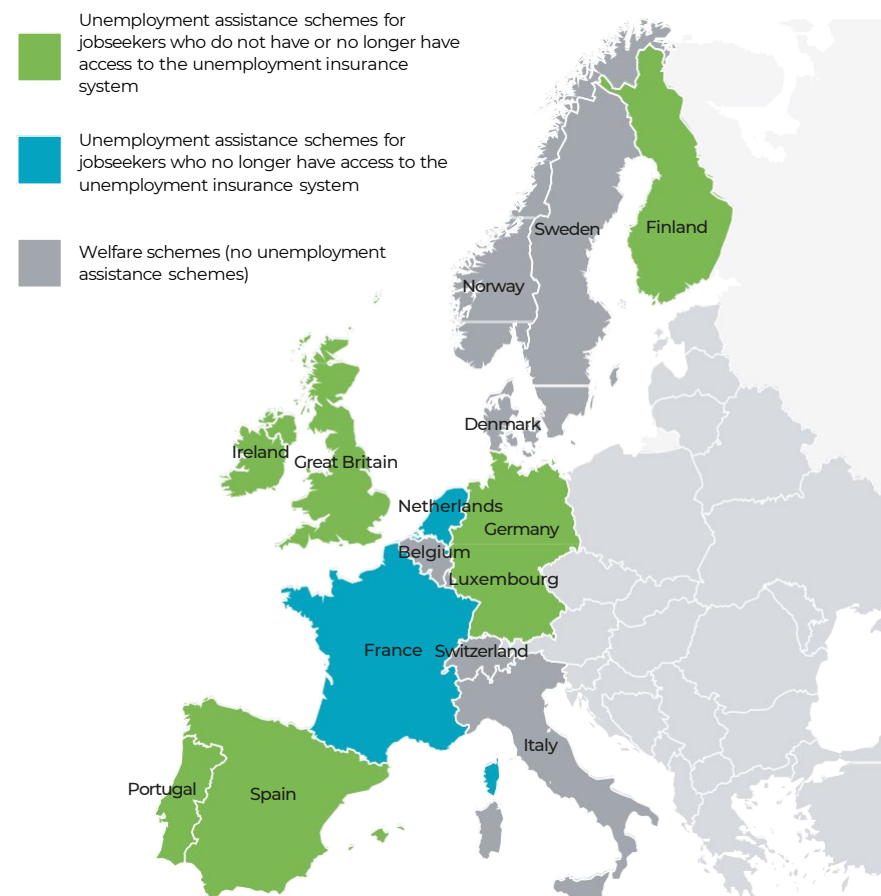 Unemployment assistance schemes for
jobseekers who do not have or no longer have
access to the unemployment insurance
system
Unemployment assistance schemes for
jobseekers who no longer have access to the
unemployment insurance system
Welfare schemes (no unemployment
assistance schemes)
Sweden
Finland
Norway
Denmark
Ireland
Great Britain
Netherlands
Germany
Belgium
Luxembourg
France
Switzerland
Italy
Portugal
Spain